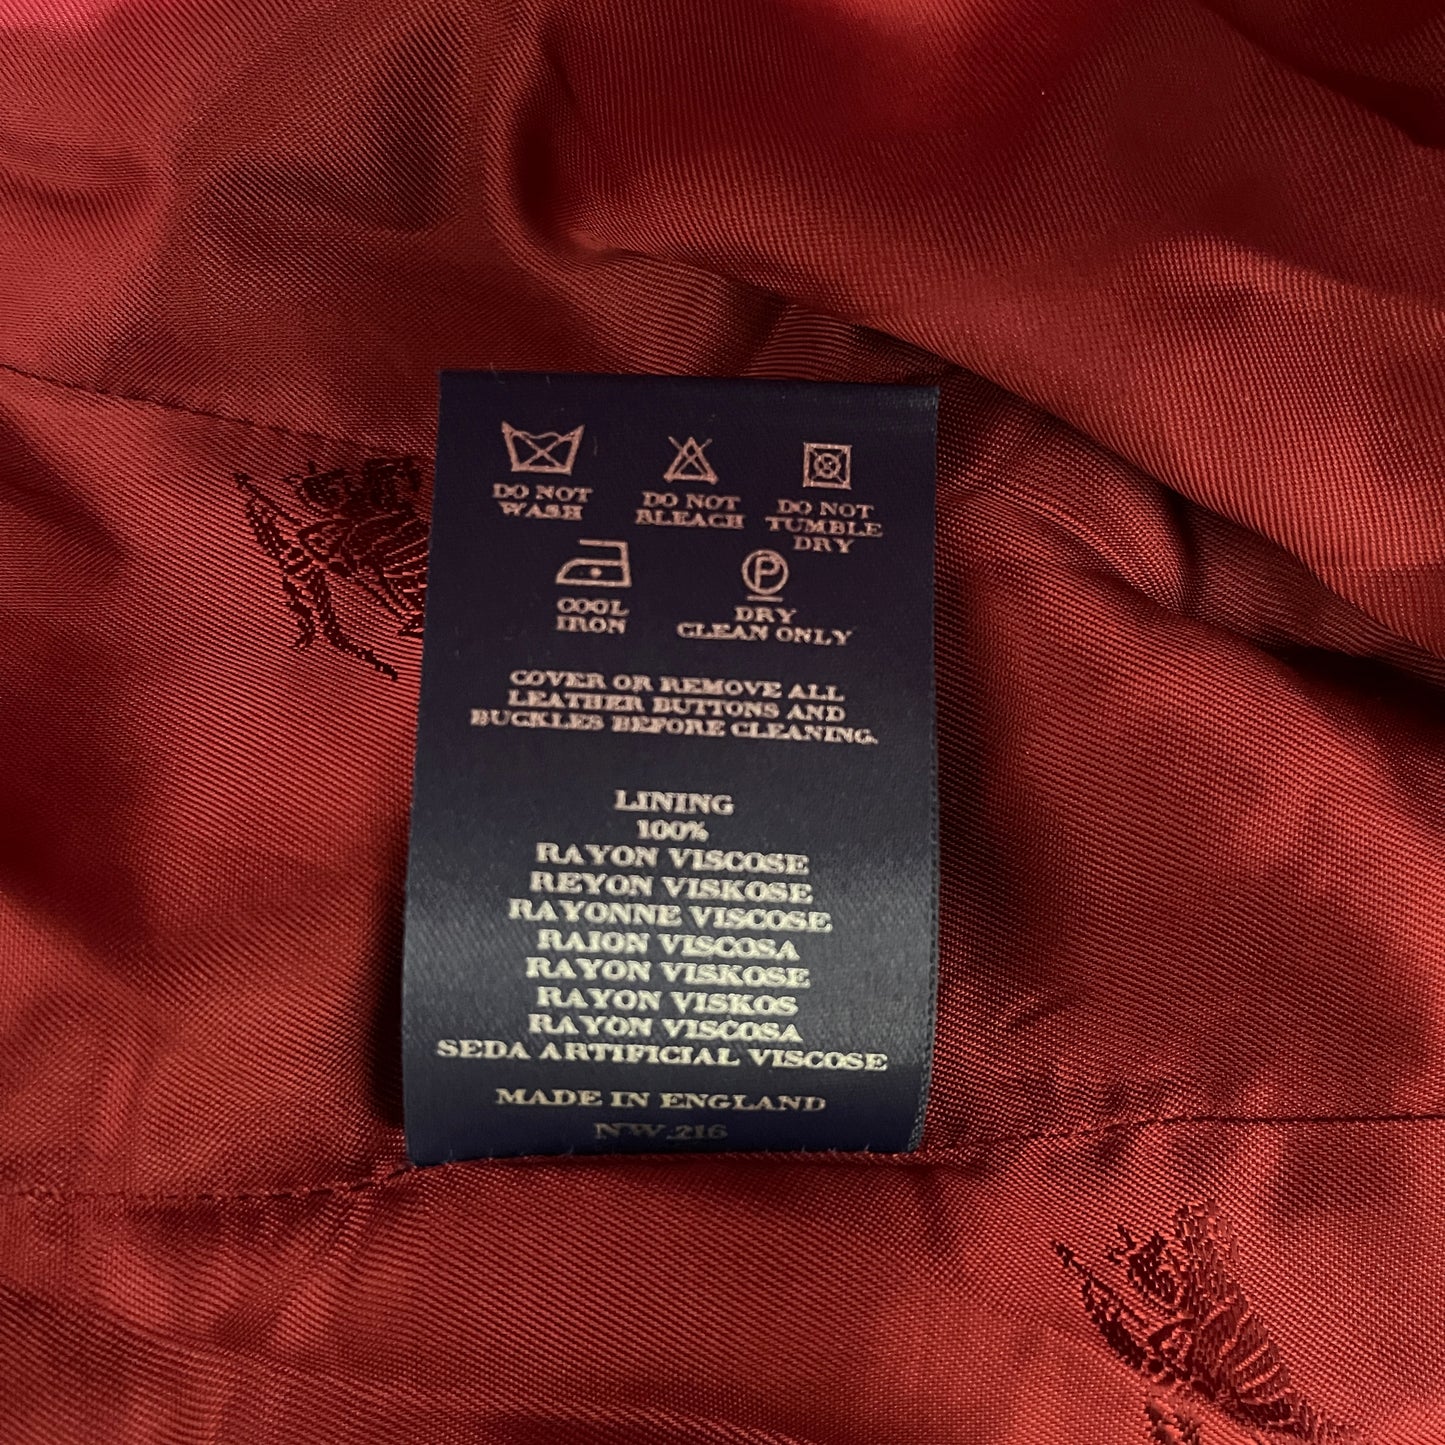 DO NOT
WASH
DO NOT
BLEACH
DO NOT
TUMBLE
DRY
COOL
IRON
P
DRY
CLEAN ONLY
COVER OR REMOVE ALL
LEATHER BUTTONS AND
BUCKLES BEFORE CLEANING.
LINING
100%
RAYON VISCOSE
REYON VISKOSE
RAYONNE VISCOSE
RAION VISCOSA
RAYON VISKOSE
RAYON VISKOS
RAYON VISCOSA
SEDA ARTIFICIAL VISCOSE
MADE IN ENGLAND
NW.216